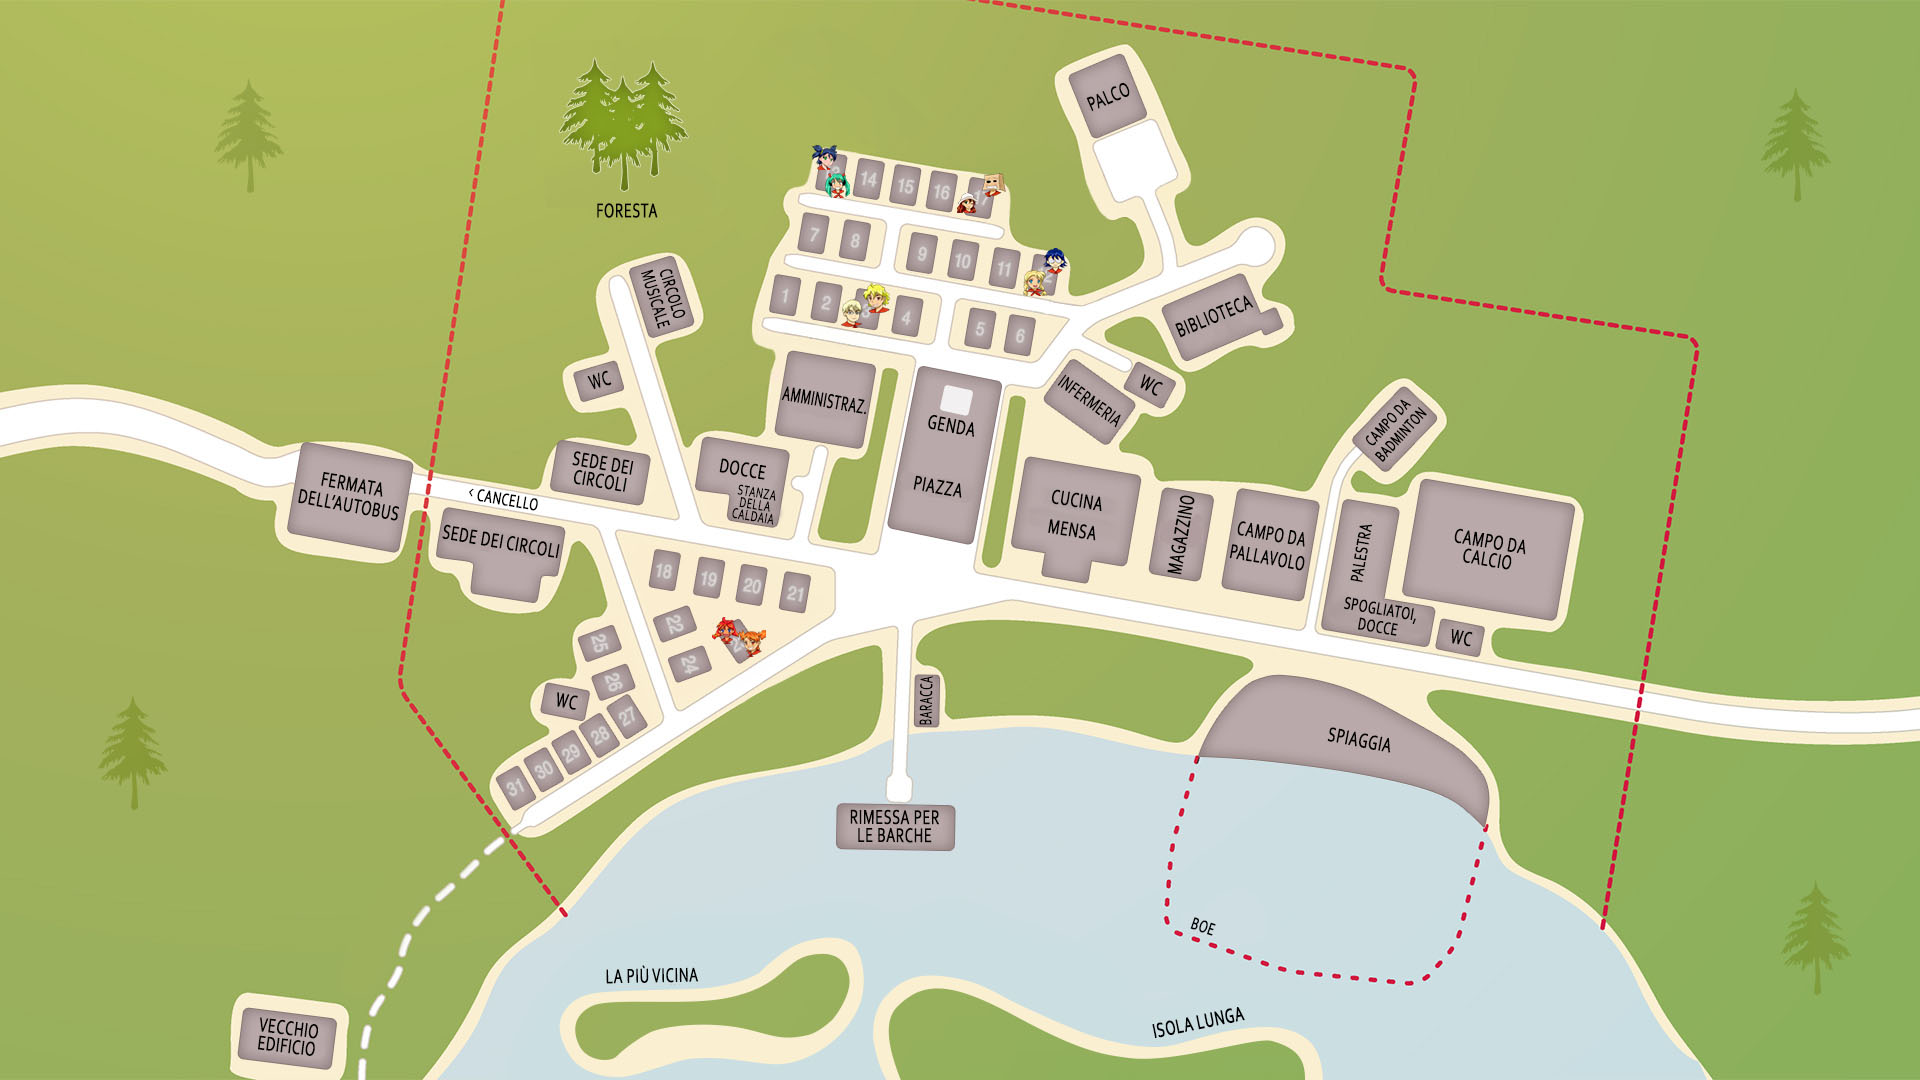 PALCO
FORESTA
14
15
16
7
8
9
10
11
1
2
4
5
6
CIRCOLO
MUSICALE
BIBLIOTECA
WC
AMMINISTRAZ.
INFERMERIA
WC
GENDA
PIAZZA
CAMPO DA
BADMINTON
FERMATA
DELL'AUTOBUS
‹ CANCELLO
SEDE DEI
CIRCOLI
DOCCE
STANZA
DELLA
CALDAIA
SEDE DEI CIRCOLI
CUCINA
MENSA
MAGAZZINO
CAMPO DA
PALLAVOLO
PALESTRA
SPOGLIATOI,
DOCCE
CAMPO DA
CALCIO
WC
18
19
20
21
22
24
25
26
27
28
29
30
31
WC
BARACCA
SPIAGGIA
RIMESSA PER
LE BARCHE
BOE
LA PIÙ VICINA
ISOLA LUNGA
VECCHIO
EDIFICIO